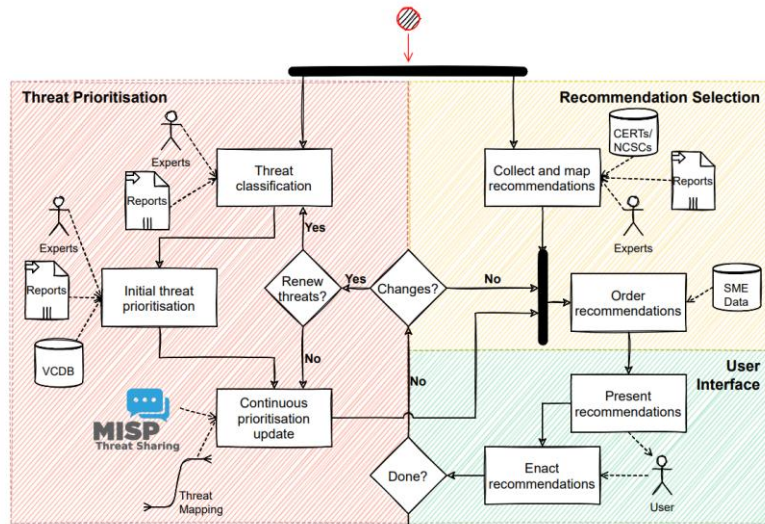 Threat Prioritisation
Recommendation Selection
Experts
Reports
Threat
classification
CERTs/
NCSCs
Collect and map
recommendations
Reports
Experts
Experts
Reports
VCDB
Initial threat
prioritisation
Yes
Renew
threats?
Yes
Changes?
No
Order
recommendations
SME
Data
No
No
User
Interface
MISP
Threat Sharing
Continuous
prioritisation
update
Threat
Mapping
Present
recommendations
Done?
Enact
recommendations
User